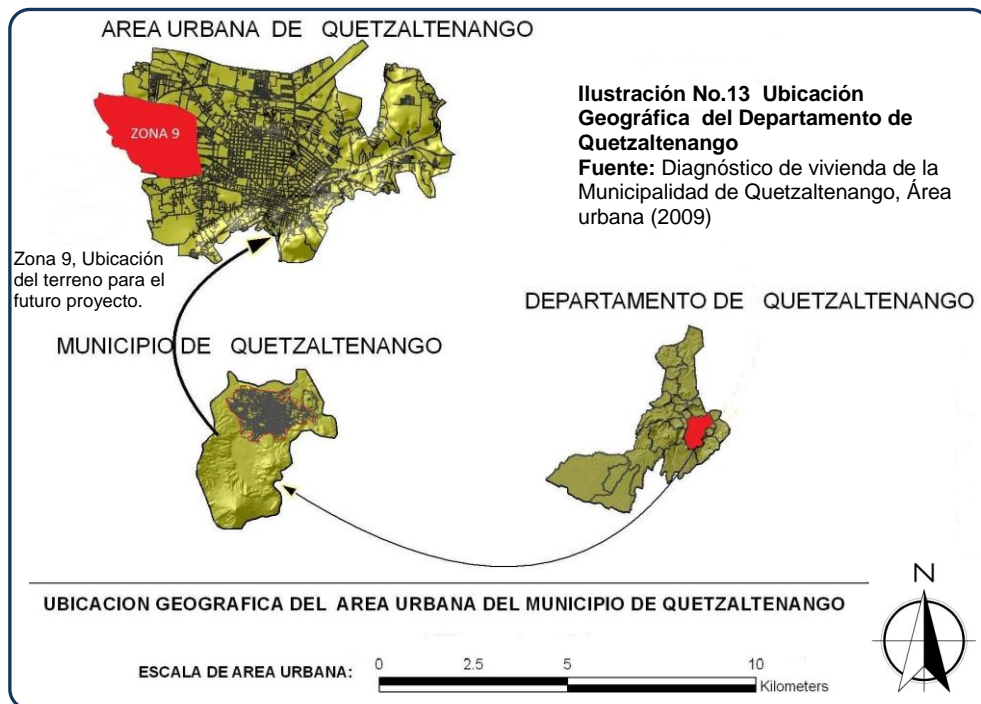 AREA URBANA DE QUETZALTENANGO
ZONA 9
Ilustración No.13 Ubicación
Geográfica del Departamento de
Quetzaltenango
Fuente: Diagnóstico de vivienda de la
Municipalidad de Quetzaltenango, Área
urbana (2009)
Zona 9, Ubicación
del terreno para el
futuro proyecto.
DEPARTAMENTO DE QUETZALTENANGO
MUNICIPIO DE QUETZALTENANGO
N
UBICACION GEOGRAFICA DEL AREA URBANA DEL MUNICIPIO DE QUETZALTENANGO
ESCALA DE AREA URBANA:
0 2.5 5 10
Kilometers